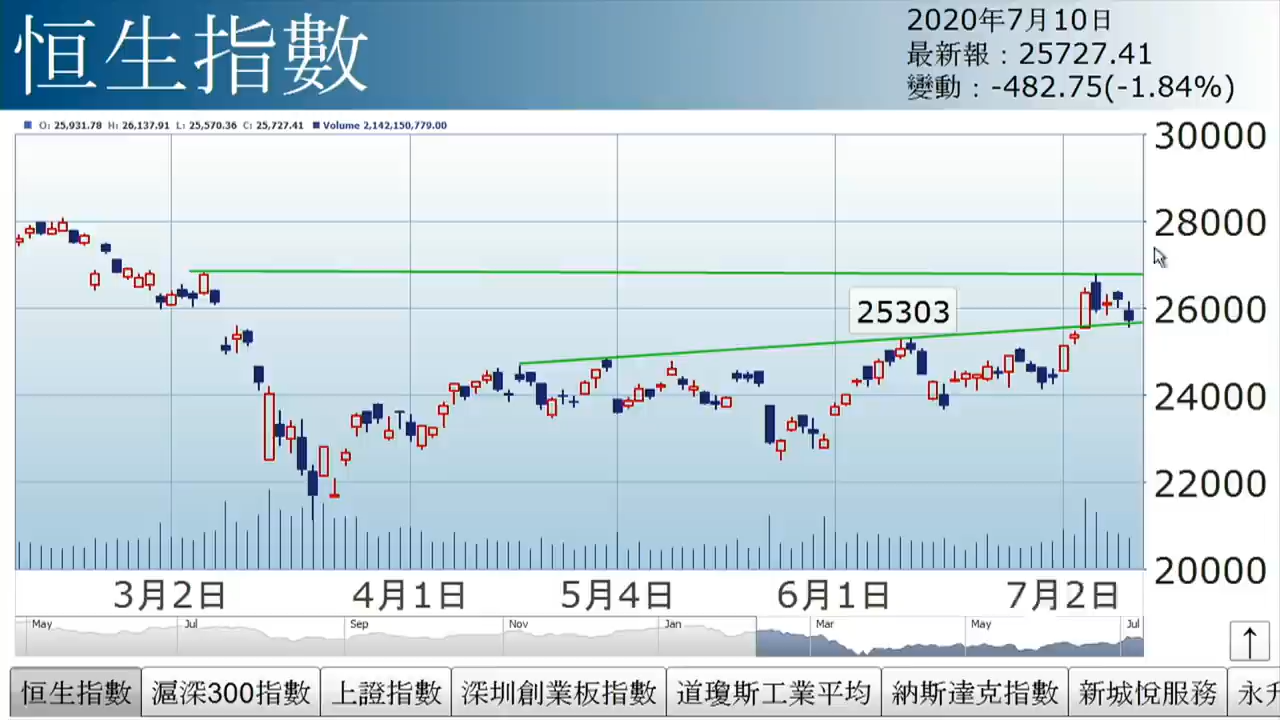 恒生指數
2020年7月10日
最新報：25727.41
變動：-482.75(-1.84%)
O: 25,931.78 H: 26,137.91 L: 25,570.36 C: 25,727.41 Volume 2,142,150,779.00
30000
28000
26000
24000
22000
20000
25303
3月2日 4月1日 5月4日 6月1日 7月2日
May Jul Sep Nov Jan Mar May Jul
恒生指數 滬深300指數 上證指數 深圳創業板指數 道瓊斯工業平均 納斯達克指數 新城悅服務 永升